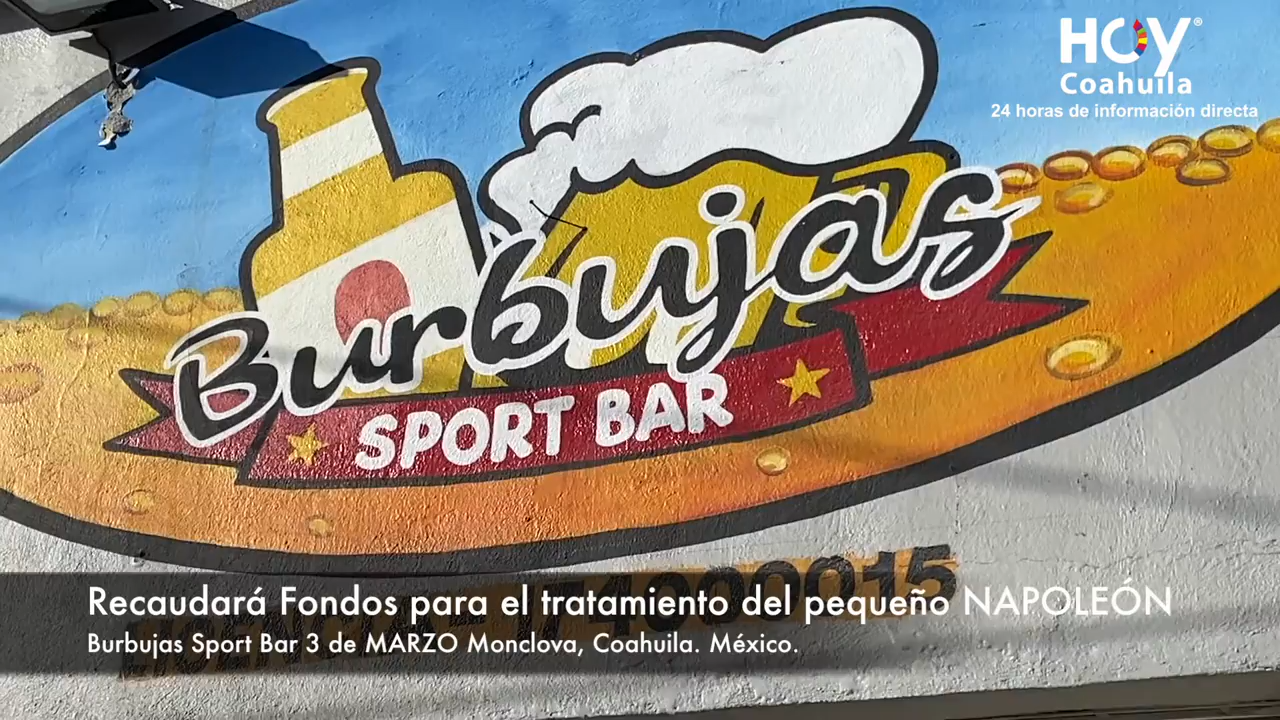 HOY®
Coahuila
24 horas de información directa
Burbujas
SPORT BAR
Recaudará Fondos para el tratamiento del pequeño NAPOLEÓN
Burbujas Sport Bar 3 de MARZO Monclova, Coahuila. México.